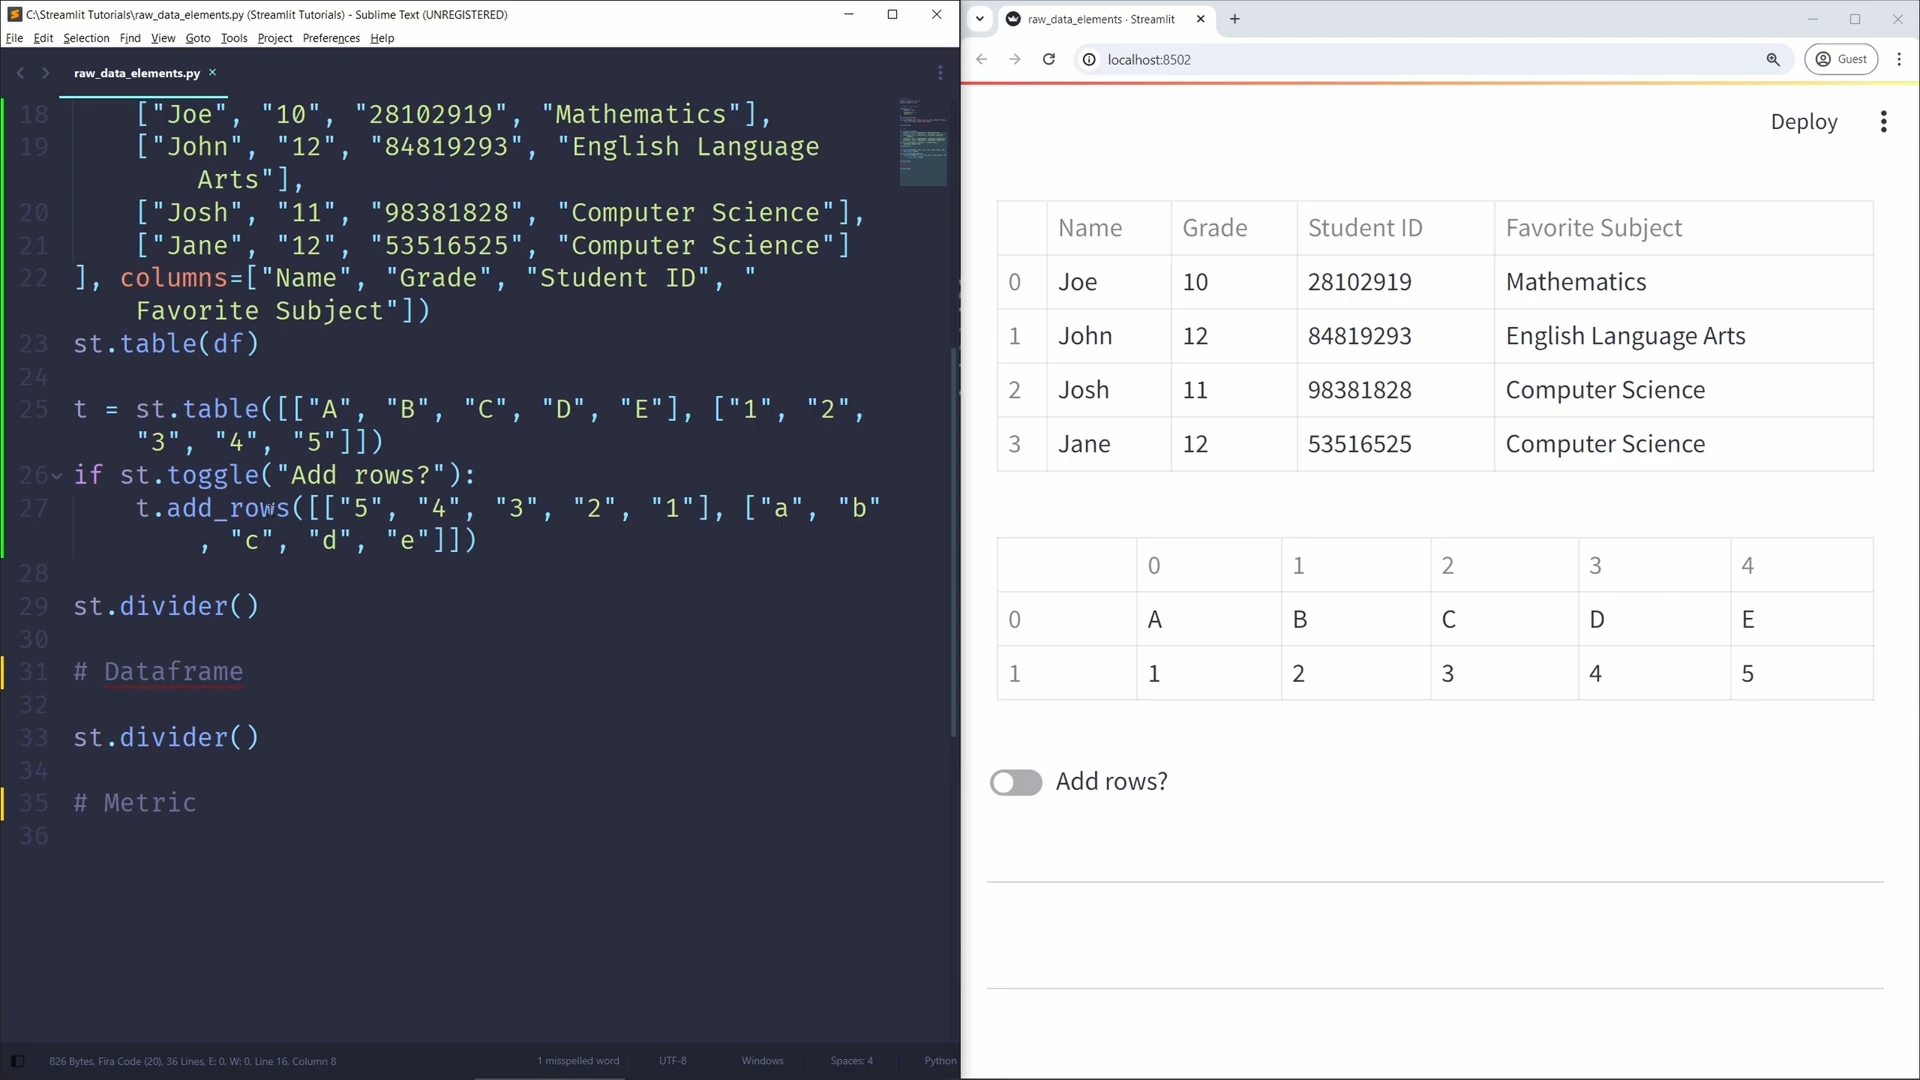 C:\Streamlit Tutorials\raw_data_elements.py (Streamlit Tutorials) - Sublime Text (UNREGISTERED)
File Edit Selection Find View Goto Tools Project Preferences Help
raw_data_elements.py ×
18 ["Joe", "10", "28102919", "Mathematics"],
19 ["John", "12", "84819293", "English Language
Arts"],
20 ["Josh", "11", "98381828", "Computer Science"],
21 ["Jane", "12", "53516525", "Computer Science"]
22 ], columns=["Name", "Grade", "Student ID", "
Favorite Subject"])
23 st.table(df)
24
25 t = st.table([["A", "B", "C", "D", "E"], ["1", "2",
"3", "4", "5"]])
26 if st.toggle("Add rows?"):
27 t.add_rows([["5", "4", "3", "2", "1"], ["a", "b"
, "c", "d", "e"]])
28
29 st.divider()
30
31 # Dataframe
32
33 st.divider()
34
35 # Metric
36
826 Bytes, Fira Code (20), 36 Lines, E: 0, W: 0, Line 16, Column 8 1 misspelled word UTF-8 Windows Spaces: 4 Python
raw_data_elements · Streamlit
localhost:8502 Guest
Deploy
Name Grade Student ID Favorite Subject
0 Joe 10 28102919 Mathematics
1 John 12 84819293 English Language Arts
2 Josh 11 98381828 Computer Science
3 Jane 12 53516525 Computer Science
0 1 2 3 4
0 A B C D E
1 1 2 3 4 5
Add rows?